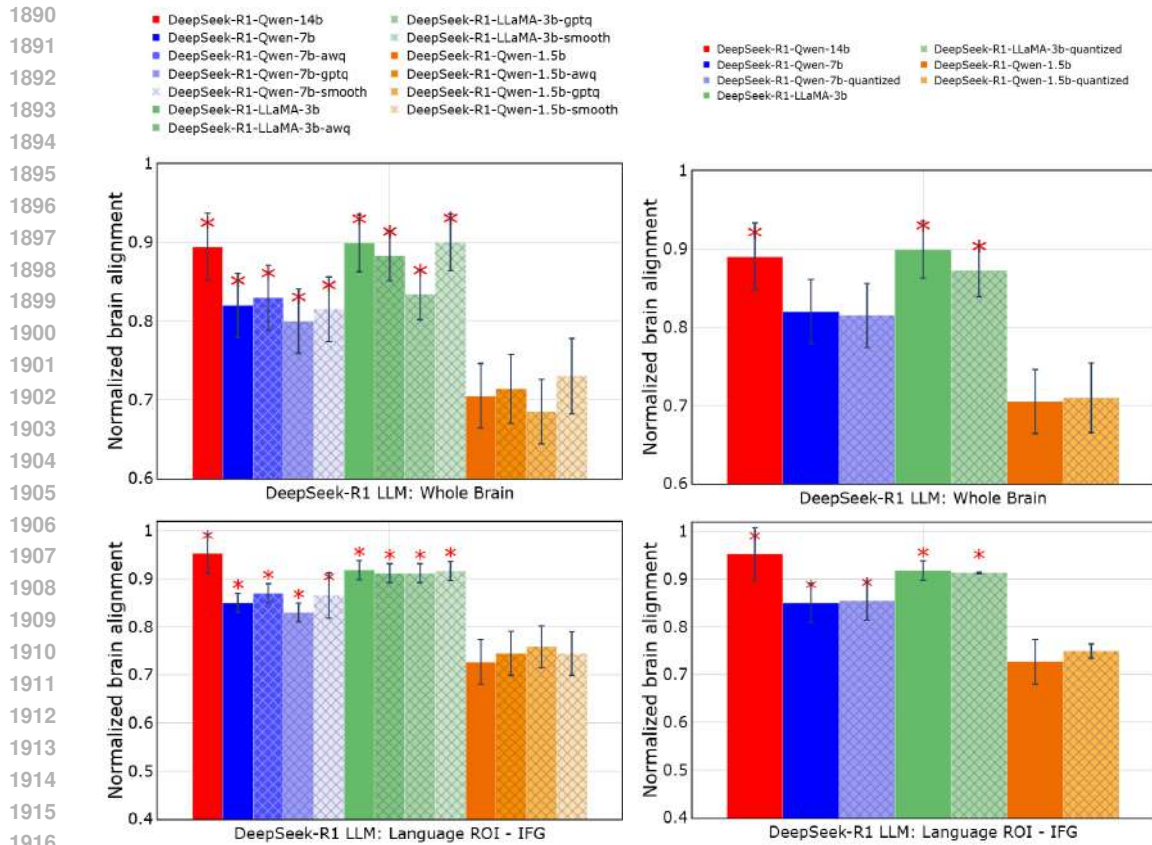 1890
1891
1892
1893
1894
1895
1896
1897
1898
1899
1900
1901
1902
1903
1904
1905
1906
1907
1908
1909
1910
1911
1912
1913
1914
1915
1916
DeepSeek-R1-Qwen-14b
DeepSeek-R1-Qwen-7b
DeepSeek-R1-Qwen-7b-awq
DeepSeek-R1-Qwen-7b-gptq
DeepSeek-R1-Qwen-7b-smooth
DeepSeek-R1-LLaMA-3b
DeepSeek-R1-LLaMA-3b-awq
DeepSeek-R1-LLaMA-3b-gptq
DeepSeek-R1-LLaMA-3b-smooth
DeepSeek-R1-Qwen-1.5b
DeepSeek-R1-Qwen-1.5b-awq
DeepSeek-R1-Qwen-1.5b-gptq
DeepSeek-R1-Qwen-1.5b-smooth
DeepSeek-R1-Qwen-14b
DeepSeek-R1-Qwen-7b
DeepSeek-R1-Qwen-7b-quantized
DeepSeek-R1-LLaMA-3b
DeepSeek-R1-LLaMA-3b-quantized
DeepSeek-R1-Qwen-1.5b
DeepSeek-R1-Qwen-1.5b-quantized
Normalized brain alignment
1
0.9
0.8
0.7
0.6
* * * * * * * * *
DeepSeek-R1 LLM: Whole Brain
Normalized brain alignment
1
0.9
0.8
0.7
0.6
* * *
DeepSeek-R1 LLM: Whole Brain
Normalized brain alignment
1
0.9
0.8
0.7
0.6
0.5
0.4
* * * * * * * * *
DeepSeek-R1 LLM: Language ROI - IFG
Normalized brain alignment
1
0.9
0.8
0.7
0.6
0.5
0.4
* * * * *
DeepSeek-R1 LLM: Language ROI - IFG